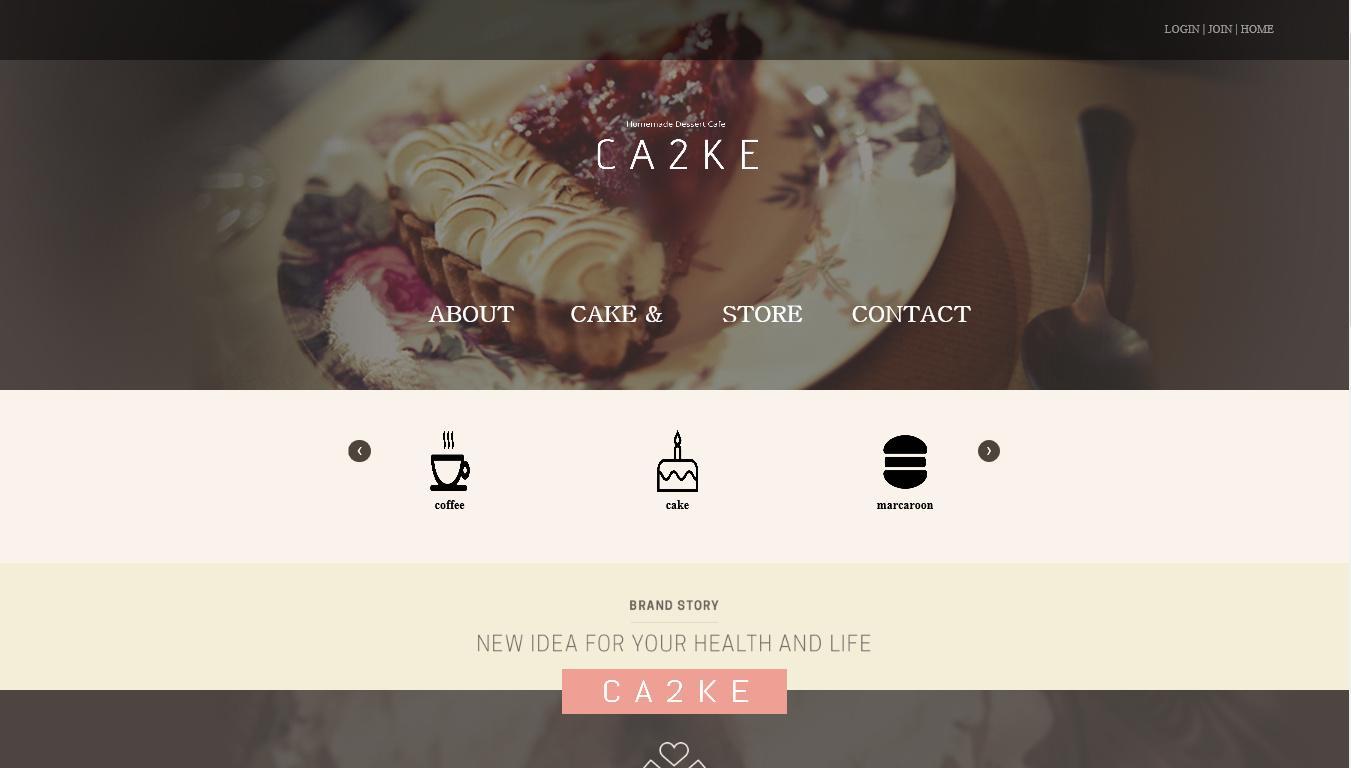 LOGIN | JOIN | HOME
Homemade Dessert Cafe
CA2KE
ABOUT CAKE & STORE CONTACT
coffee cake marcaroon
BRAND STORY
NEW IDEA FOR YOUR HEALTH AND LIFE
CA2KE